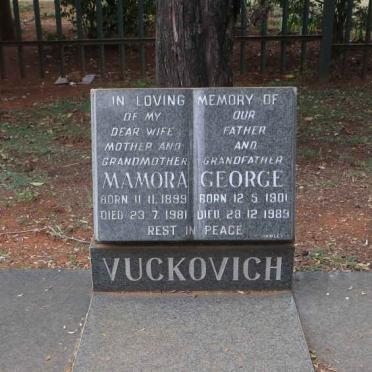 IN LOVING MEMORY OF
OF MY
DEAR WIFE
MOTHER AND
GRANDMOTHER
MAMORA
BORN 11.11.1899
DIED 23.7.1981
OUR
FATHER
AND
GRANDFATHER
GEORGE
BORN 12.5.1901
DIED 28.12.1989
REST IN PEACE
VUCKOVICH